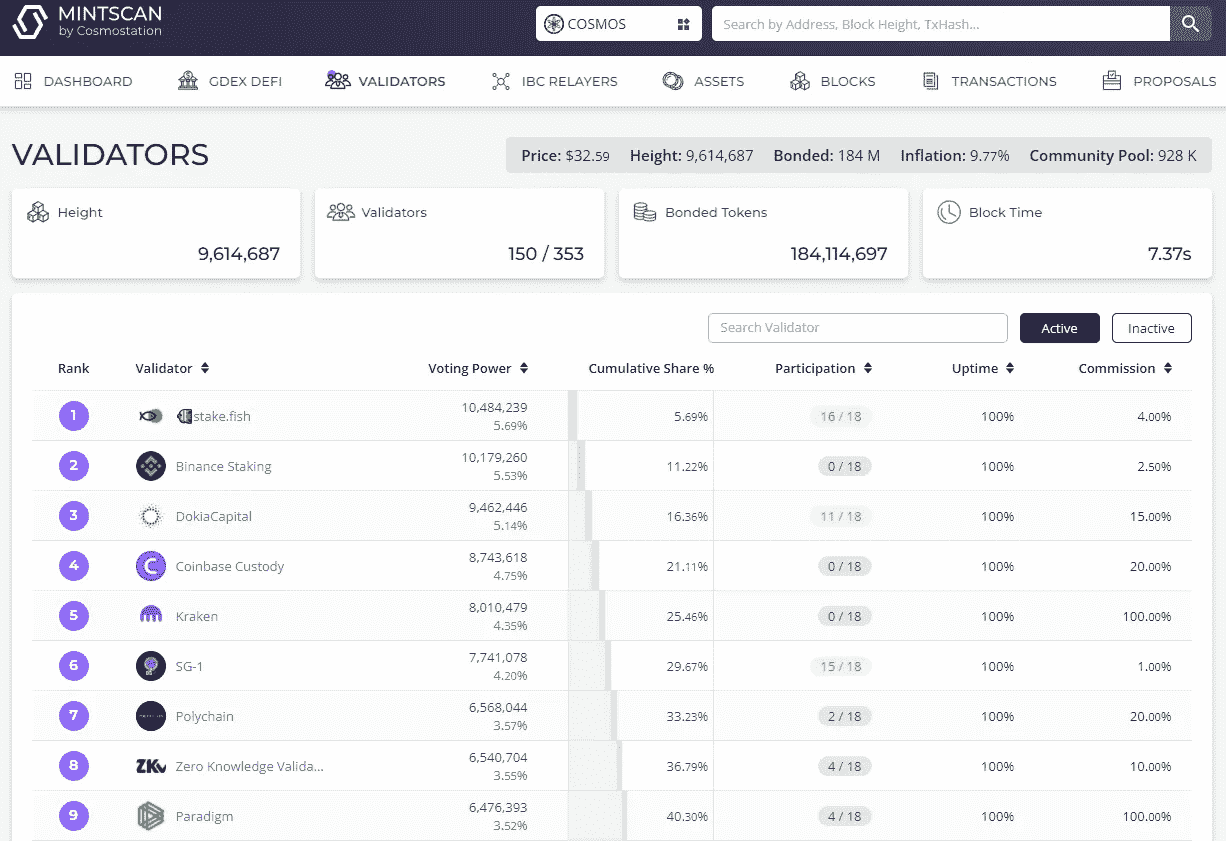 MINTSCAN
by Cosmostation
COSMOS
Search by Address, Block Height, TxHash...
DASHBOARD GDEX DEFI VALIDATORS IBC RELAYERS ASSETS BLOCKS TRANSACTIONS PROPOSALS
VALIDATORS
Price: $32.59 Height: 9,614,687 Bonded: 184 M Inflation: 9.77% Community Pool: 928 K
Height Validators Bonded Tokens Block Time
9,614,687 150 / 353 184,114,697 7.37s
Search Validator Active Inactive
Rank Validator Voting Power Cumulative Share % Participation Uptime Commission
1 stake.fish 10,484,239 5.69% 16 / 18 100% 4.00%
5.69%
2 Binance Staking 10,179,260 11.22% 0 / 18 100% 2.50%
5.53%
3 DokiaCapital 9,462,446 16.36% 11 / 18 100% 15.00%
5.14%
4 Coinbase Custody 8,743,618 21.11% 0 / 18 100% 20.00%
4.75%
5 Kraken 8,010,479 25.46% 0 / 18 100% 100.00%
4.35%
6 SG-1 7,741,078 29.67% 15 / 18 100% 1.00%
4.20%
7 Polychain 6,568,044 33.23% 2 / 18 100% 20.00%
3.57%
8 ZKV Zero Knowledge Valida... 6,540,704 36.79% 4 / 18 100% 10.00%
3.55%
9 Paradigm 6,476,393 40.30% 4 / 18 100% 100.00%
3.52%